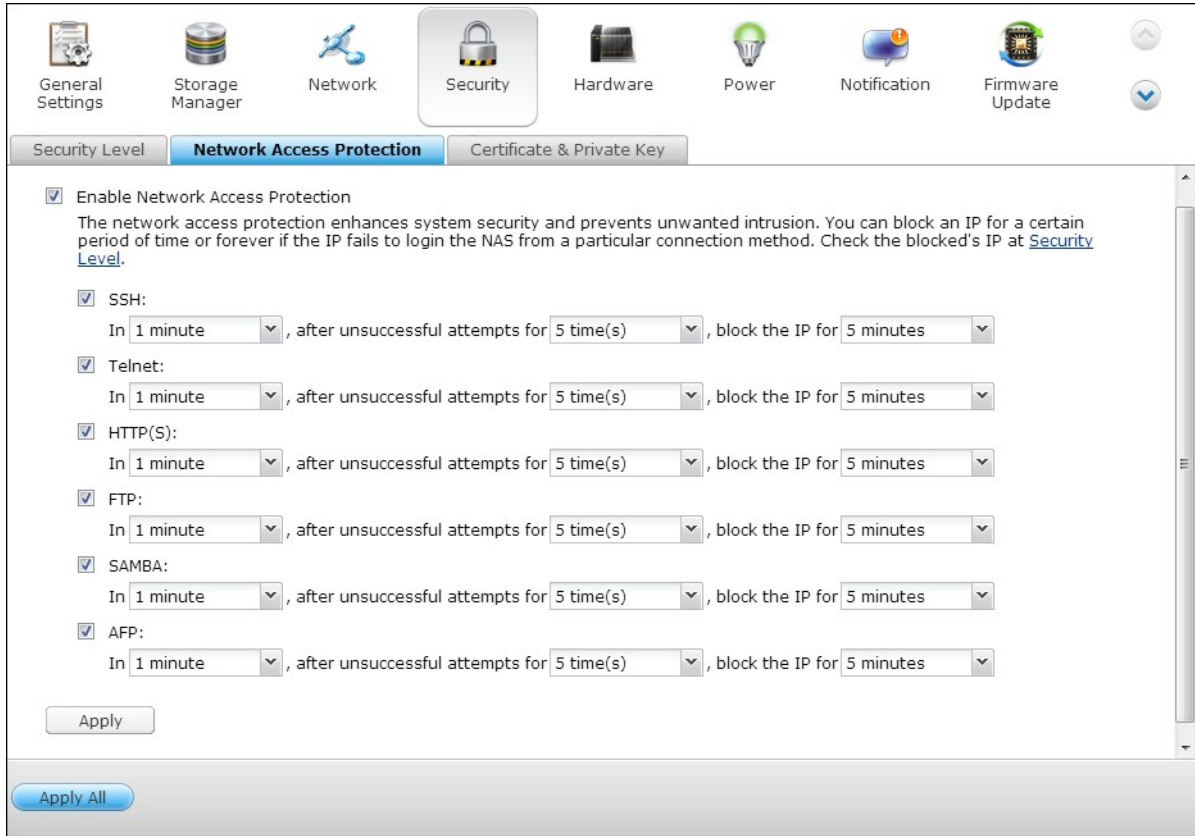 General Settings
Storage Manager
Network
Security
Hardware
Power
Notification
Firmware Update
Security Level
Network Access Protection
Certificate & Private Key
Enable Network Access Protection
The network access protection enhances system security and prevents unwanted intrusion. You can block an IP for a certain
period of time or forever if the IP fails to login the NAS from a particular connection method. Check the blocked's IP at Security
Level.
SSH:
In 1 minute , after unsuccessful attempts for 5 time(s) , block the IP for 5 minutes
Telnet:
In 1 minute , after unsuccessful attempts for 5 time(s) , block the IP for 5 minutes
HTTP(S):
In 1 minute , after unsuccessful attempts for 5 time(s) , block the IP for 5 minutes
FTP:
In 1 minute , after unsuccessful attempts for 5 time(s) , block the IP for 5 minutes
SAMBA:
In 1 minute , after unsuccessful attempts for 5 time(s) , block the IP for 5 minutes
AFP:
In 1 minute , after unsuccessful attempts for 5 time(s) , block the IP for 5 minutes
Apply
Apply All